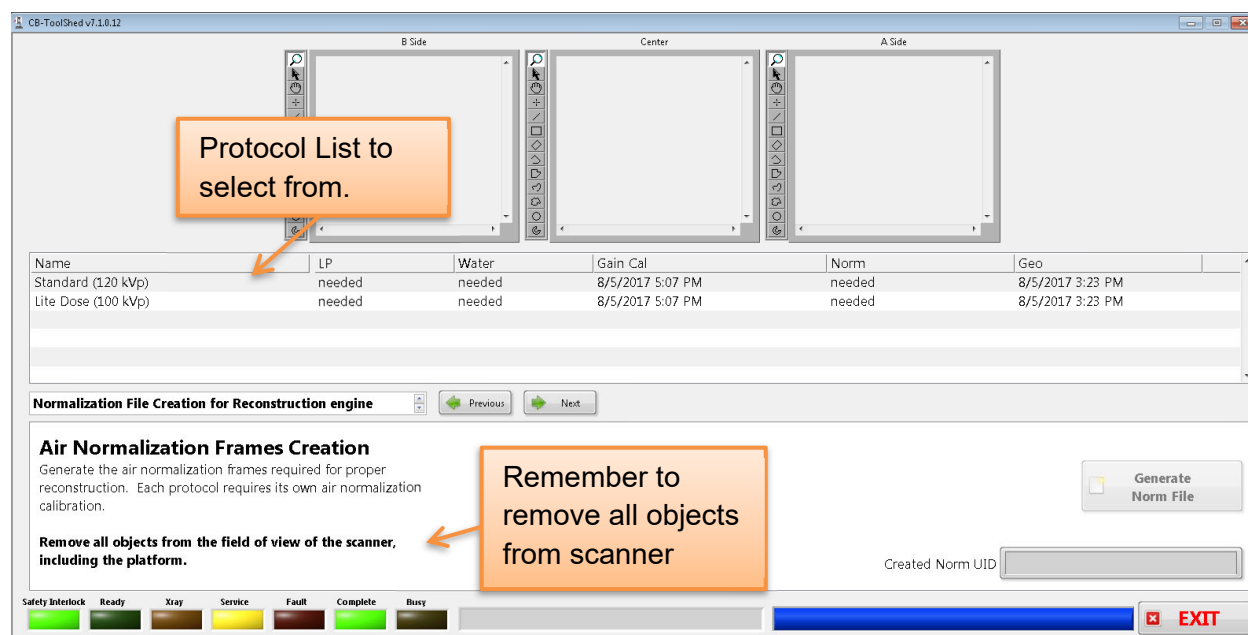 CB-ToolShed v7.1.0.12
B Side
Center
A Side
Protocol List to
select from.
Name LP Water Gain Cal Norm Geo
Standard (120 kVp) needed needed 8/5/2017 5:07 PM needed 8/5/2017 3:23 PM
Lite Dose (100 kVp) needed needed 8/5/2017 5:07 PM needed 8/5/2017 3:23 PM
Normalization File Creation for Reconstruction engine
Previous
Next
Air Normalization Frames Creation
Generate the air normalization frames required for proper
reconstruction. Each protocol requires its own air normalization
calibration.
Remove all objects from the field of view of the scanner,
including the platform.
Remember to
remove all objects
from scanner
Generate
Norm File
Created Norm UID
Safety Interlock Ready Xray Service Fault Complete Busy
EXIT